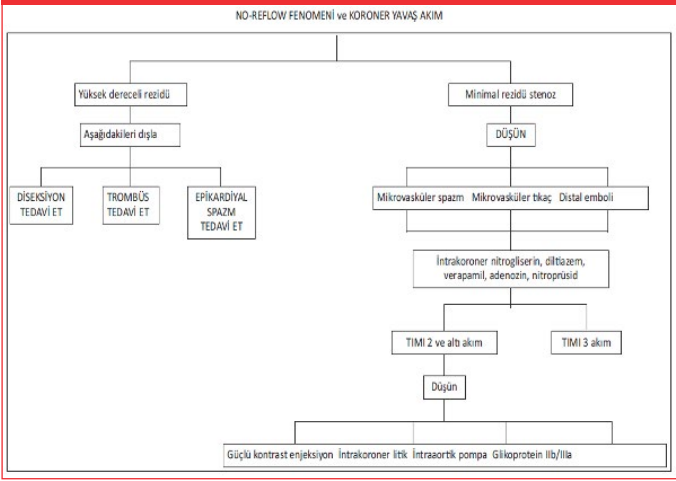 NO-REFLOW FENOMENİ ve KORONER YAVAŞ AKIM
Yüksek dereceli rezidü
Aşağıdakileri dışla
DİSEKSİYON
TEDAVİ ET
TROMBÜS
TEDAVİ ET
EPİKARDİYAL
SPAZM
TEDAVİ ET
Minimal rezidü stenoz
DÜŞÜN
Mikrovasküler spazm Mikrovasküler tıkaç Distal emboli
İntrakoroner nitrogliserin, diltiazem,
verapamil, adenozin, nitroprüsid
TIMI 2 ve altı akım
TIMI 3 akım
Düşün
Güçlü kontrast enjeksiyon İntrakoroner litik İntraaortik pompa Glikoprotein IIb/IIIa